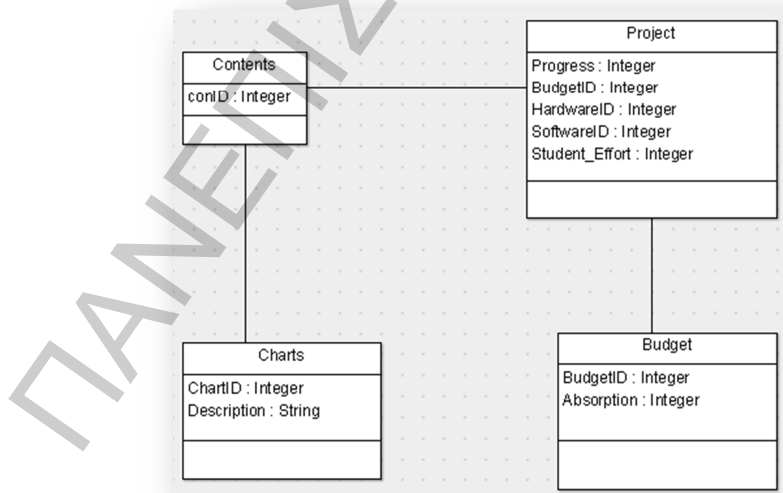 Project
Progress : Integer
BudgetID : Integer
HardwareID : Integer
SoftwareID : Integer
Student_Effort : Integer
Contents
conID : Integer
Charts
ChartID : Integer
Description : String
Budget
BudgetID : Integer
Absorption : Integer
ΠΑΝΕΠΙΣ